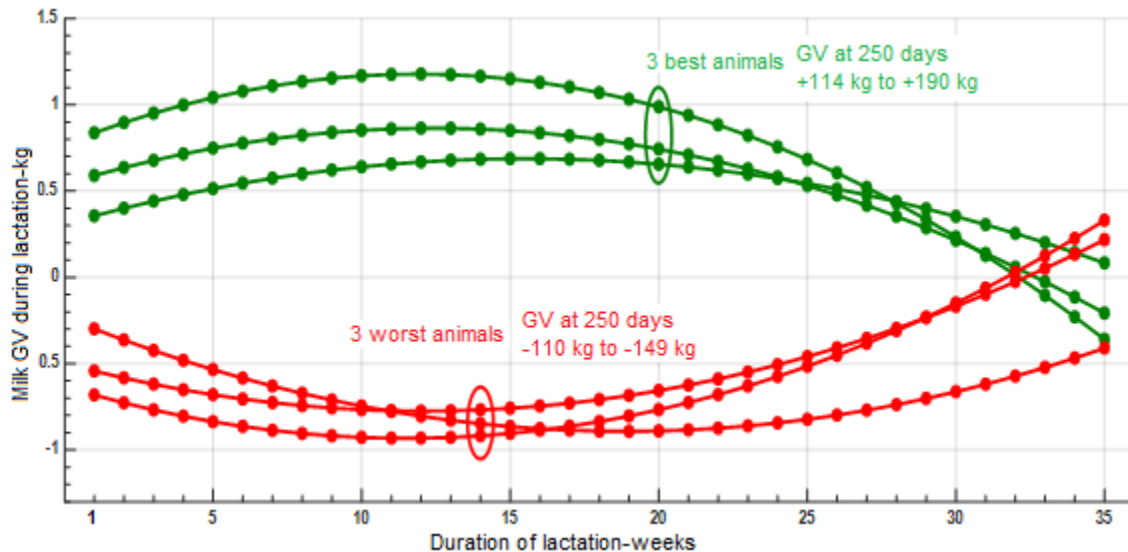 1.5
3 best animals GV at 250 days
+114 kg to +190 kg
1
0.5
0
3 worst animals GV at 250 days
-110 kg to -149 kg
0.5
-1
Milk GV during lactation-kg
1 5 10 15 20 25 30 35
Duration of lactation-weeks